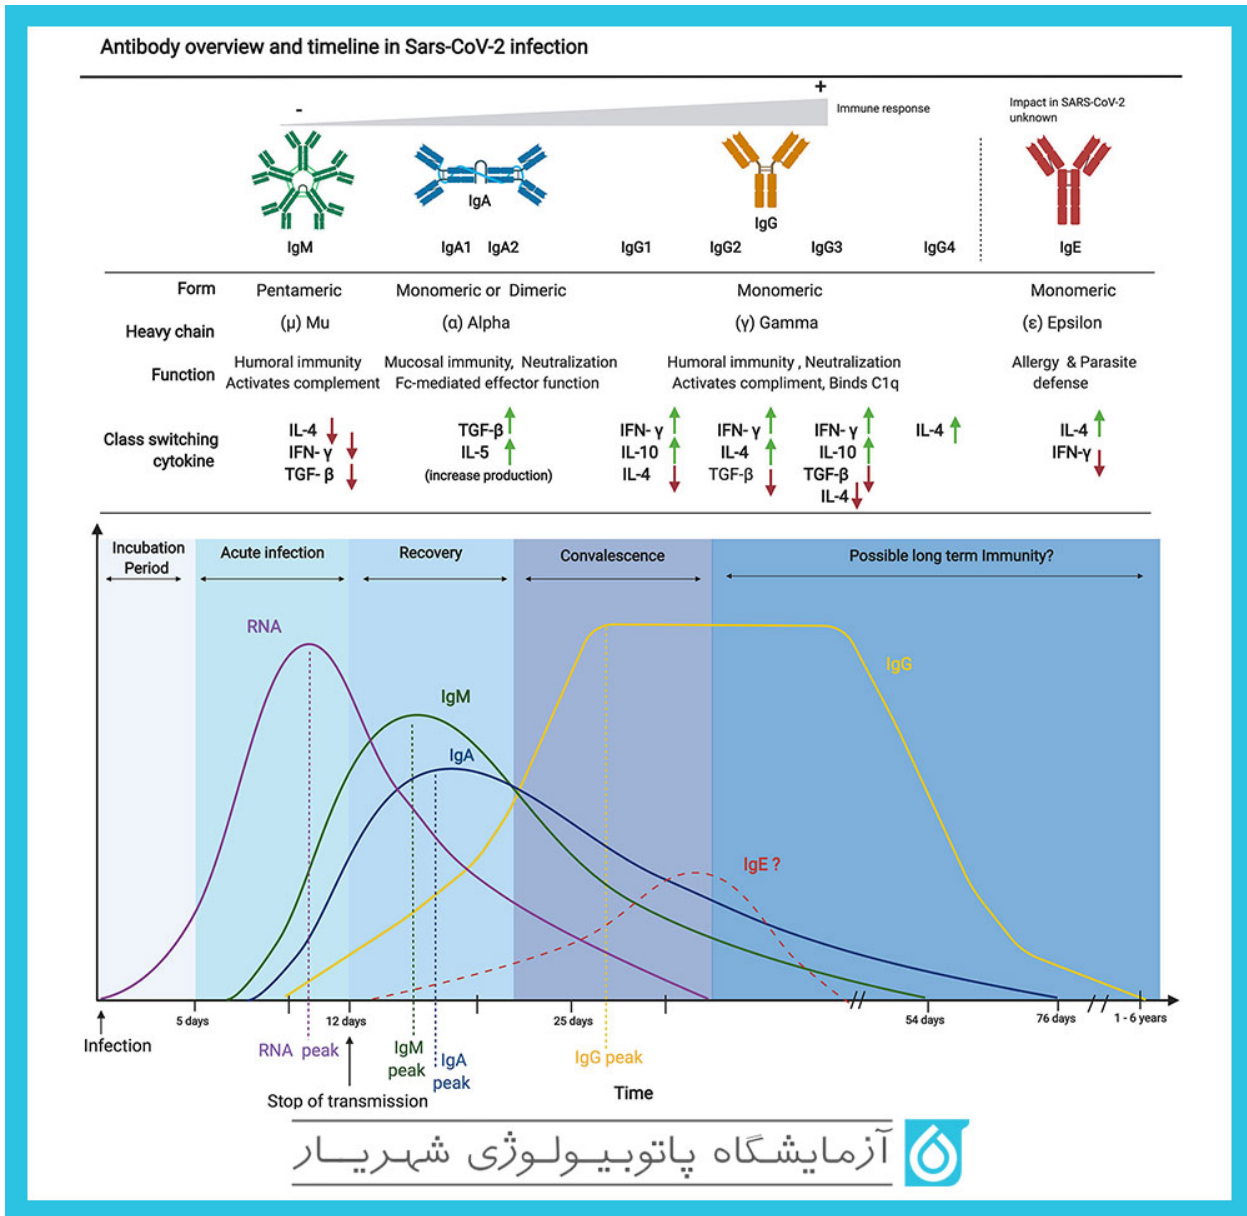 Antibody overview and timeline in Sars-CoV-2 infection
- + Immune response
Impact in SARS-CoV-2
unknown
IgA
IgG
IgM IgA1 IgA2 IgG1 IgG2 IgG3 IgG4 IgE
Form Pentameric Monomeric or Dimeric Monomeric Monomeric
Heavy chain (μ) Mu (α) Alpha (γ) Gamma (ε) Epsilon
Function
Humoral immunity
Activates complement
Mucosal immunity, Neutralization
Fc-mediated effector function
Humoral immunity , Neutralization
Activates compliment, Binds C1q
Allergy & Parasite
defense
Class switching
cytokine
IL-4
IFN- γ
TGF- β
TGF-β
IL-5
(increase production)
IFN- γ
IL-10
IL-4
IFN- γ
IL-4
TGF-β
IFN- γ
IL-10
TGF-β
IL-4
IL-4
IL-4
IFN-γ
Incubation
Period
Acute infection
Recovery
Convalescence
Possible long term Immunity?
RNA
IgM
IgA
IgG
IgE ?
5 days 12 days 25 days 54 days 76 days 1 - 6 years
Infection
RNA peak
IgM
peak
IgA
peak
IgG peak
Stop of transmission
Time
آزمایشگاه پاتوبیولوژی شهریار